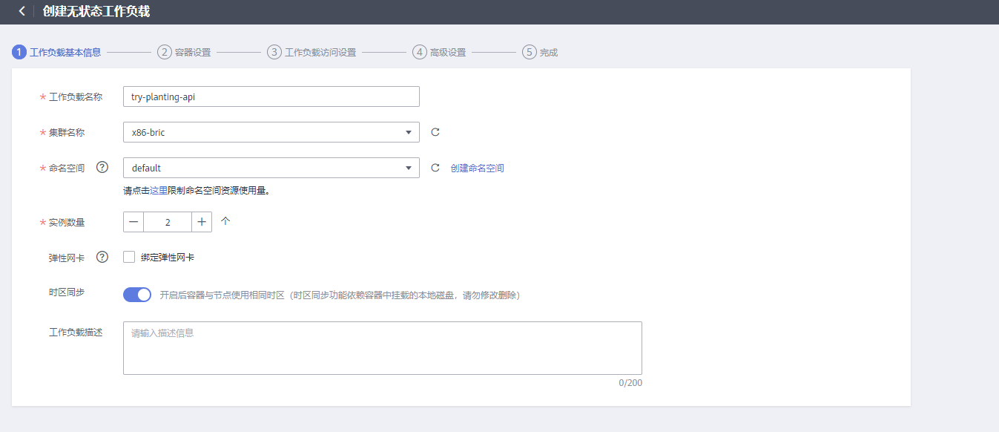 创建无状态工作负载
1 工作负载基本信息 2 容器设置 3 工作负载访问设置 4 高级设置 5 完成
* 工作负载名称 try-planting-api
* 集群名称 x86-bric
* 命名空间 ? default 创建命名空间
请点击这里限制命名空间资源使用量。
* 实例数量 — 2 + 个
弹性网卡 ? 绑定弹性网卡
时区同步 开启后容器与节点使用相同时区（时区同步功能依赖容器中挂载的本地磁盘，请勿修改删除）
工作负载描述 请输入描述信息
0/200